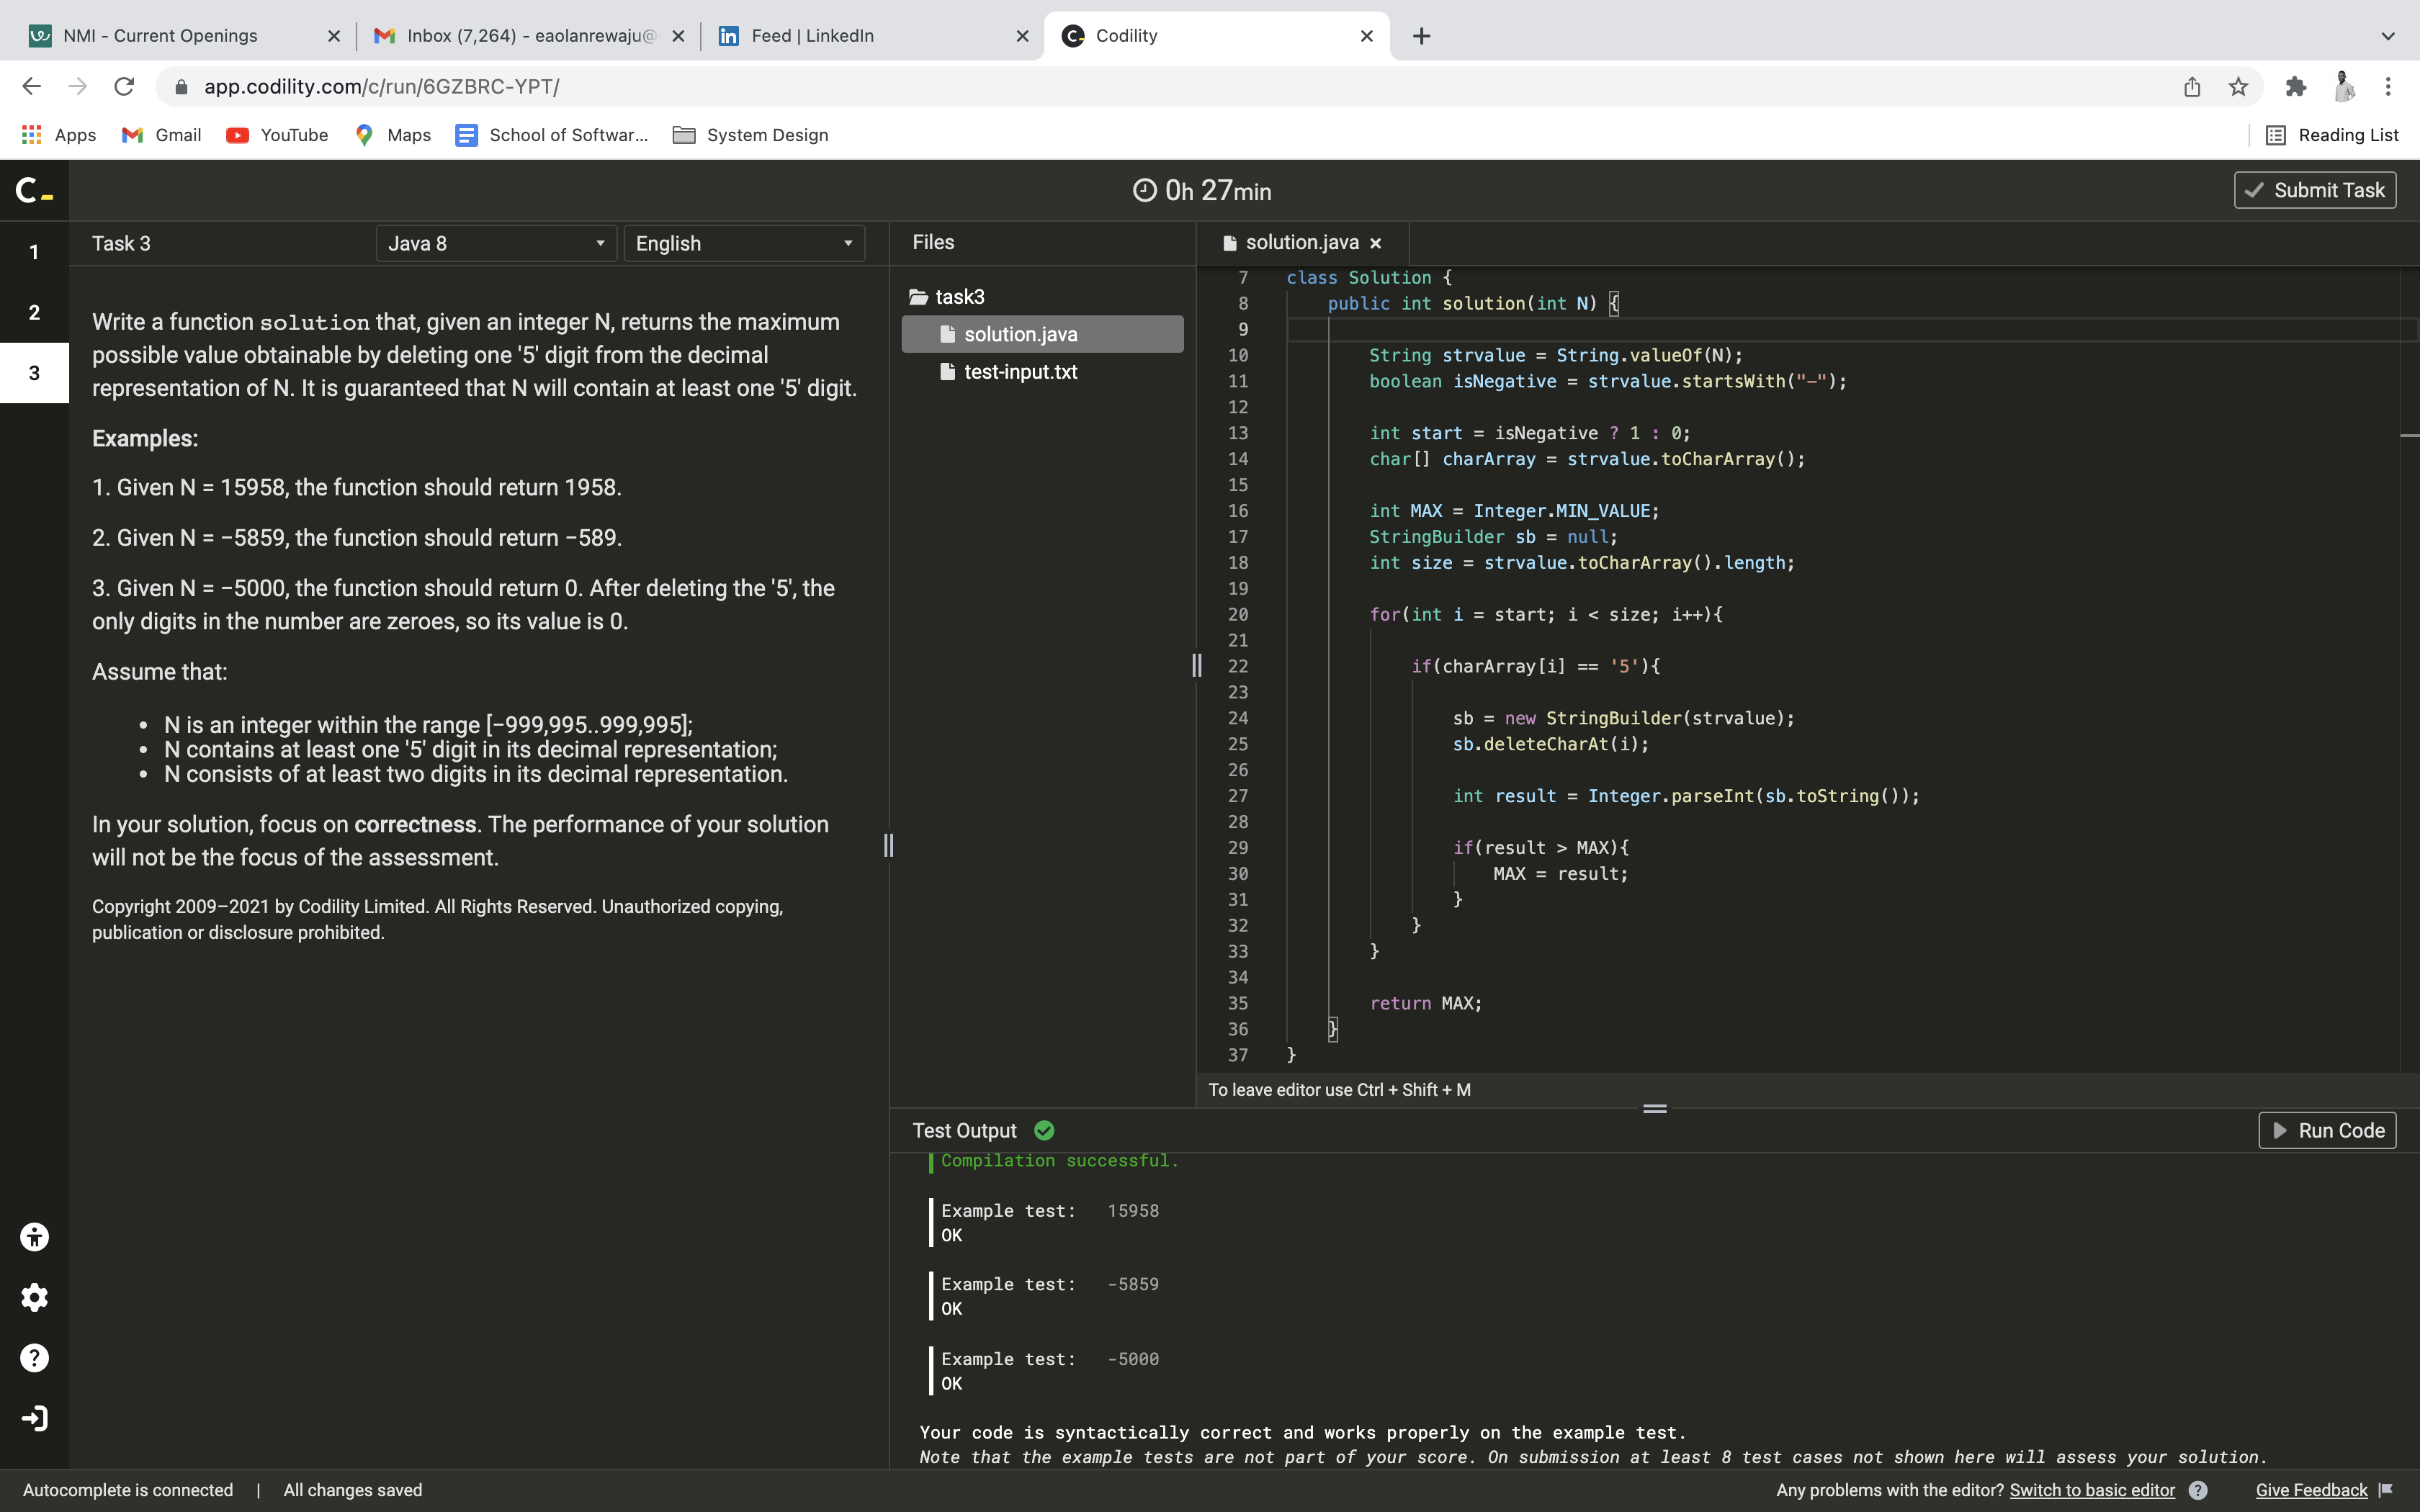 NMI - Current Openings
Inbox (7,264) - eaolanrewaju@
Feed | LinkedIn
Codility
app.codility.com/c/run/6GZBRC-YPT/
Apps
Gmail
YouTube
Maps
School of Softwar...
System Design
Reading List
0h 27min
Submit Task
1
2
3
Task 3
Java 8
English
Write a function solution that, given an integer N, returns the maximum
possible value obtainable by deleting one '5' digit from the decimal
representation of N. It is guaranteed that N will contain at least one '5' digit.
Examples:
1. Given N = 15958, the function should return 1958.
2. Given N = −5859, the function should return −589.
3. Given N = −5000, the function should return 0. After deleting the '5', the
only digits in the number are zeroes, so its value is 0.
Assume that:
• N is an integer within the range [−999,995..999,995];
• N contains at least one '5' digit in its decimal representation;
• N consists of at least two digits in its decimal representation.
In your solution, focus on correctness. The performance of your solution
will not be the focus of the assessment.
Copyright 2009–2021 by Codility Limited. All Rights Reserved. Unauthorized copying,
publication or disclosure prohibited.
Files
task3
solution.java
test-input.txt
solution.java
7 class Solution {
8 public int solution(int N) {
9
10 String strvalue = String.valueOf(N);
11 boolean isNegative = strvalue.startsWith("-");
12
13 int start = isNegative ? 1 : 0;
14 char[] charArray = strvalue.toCharArray();
15
16 int MAX = Integer.MIN_VALUE;
17 StringBuilder sb = null;
18 int size = strvalue.toCharArray().length;
19
20 for(int i = start; i < size; i++){
21
22 if(charArray[i] == '5'){
23
24 sb = new StringBuilder(strvalue);
25 sb.deleteCharAt(i);
26
27 int result = Integer.parseInt(sb.toString());
28
29 if(result > MAX){
30 MAX = result;
31 }
32 }
33 }
34
35 return MAX;
36 }
37 }
To leave editor use Ctrl + Shift + M
Test Output
Run Code
Compilation successful.
Example test: 15958
OK
Example test: -5859
OK
Example test: -5000
OK
Your code is syntactically correct and works properly on the example test.
Note that the example tests are not part of your score. On submission at least 8 test cases not shown here will assess your solution.
Autocomplete is connected | All changes saved
Any problems with the editor? Switch to basic editor
Give Feedback